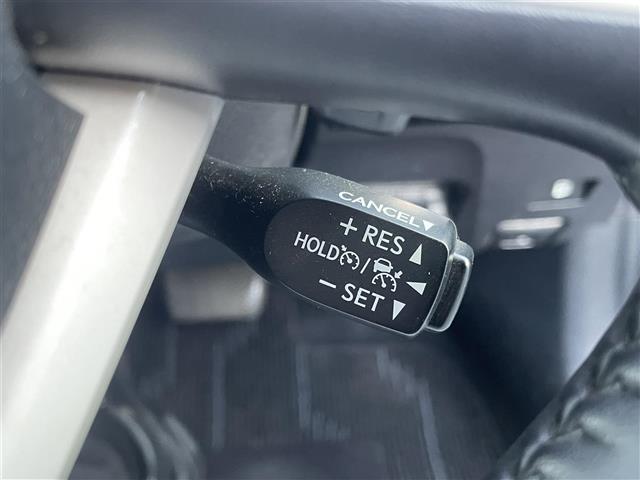 CANCEL▼
+ RES ▲
HOLD / ◀
− SET ▼